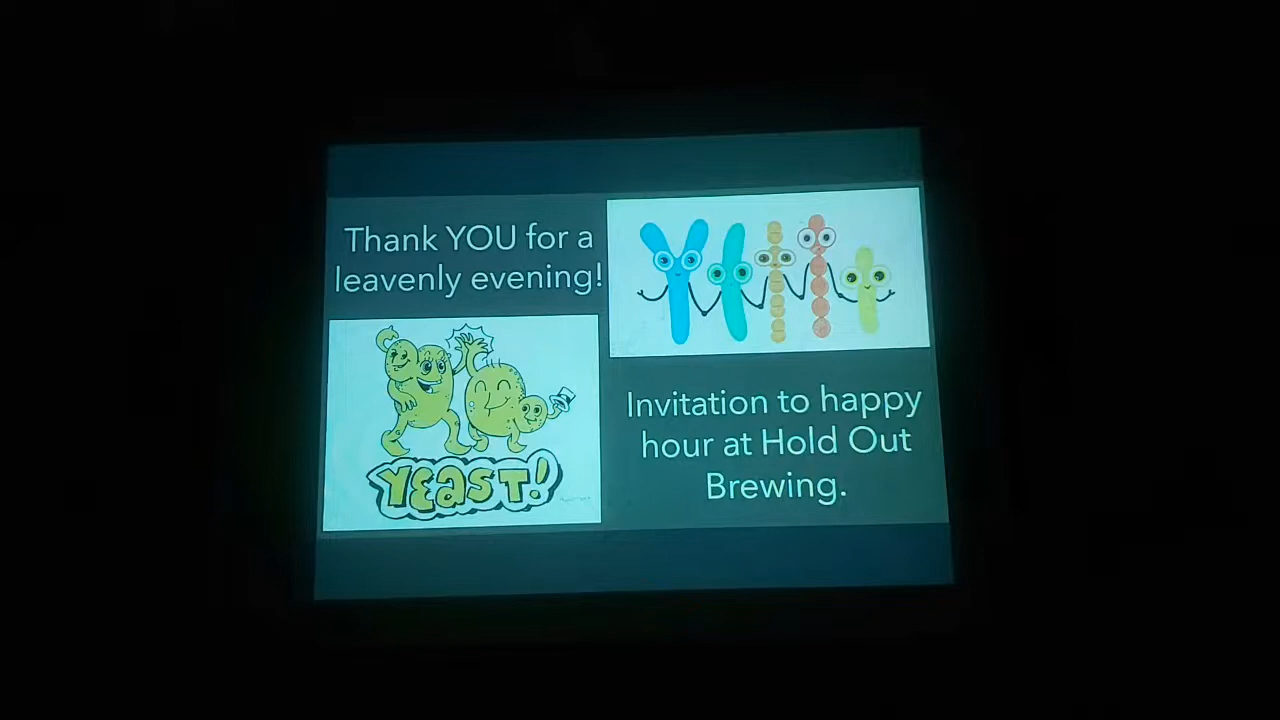 Thank YOU for a
leavenly evening!
YEAST!
Invitation to happy
hour at Hold Out
Brewing.